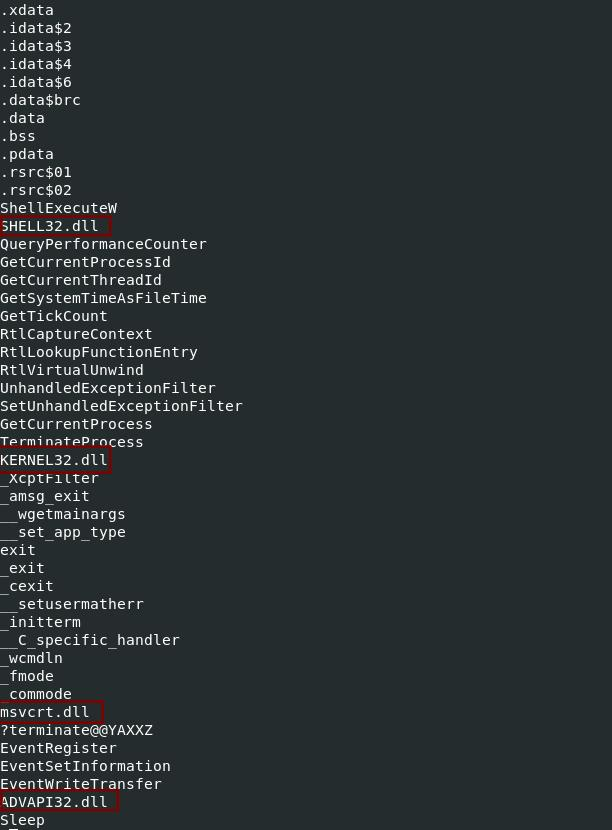 .xdata
.idata$2
.idata$3
.idata$4
.idata$6
.data$brc
.data
.bss
.pdata
.rsrc$01
.rsrc$02
ShellExecuteW
SHELL32.dll
QueryPerformanceCounter
GetCurrentProcessId
GetCurrentThreadId
GetSystemTimeAsFileTime
GetTickCount
RtlCaptureContext
RtlLookupFunctionEntry
RtlVirtualUnwind
UnhandledExceptionFilter
SetUnhandledExceptionFilter
GetCurrentProcess
TerminateProcess
KERNEL32.dll
_XcptFilter
_amsg_exit
__wgetmainargs
__set_app_type
exit
_exit
_cexit
__setusermatherr
_initterm
__C_specific_handler
_wcmdln
_fmode
_commode
msvcrt.dll
?terminate@@YAXXZ
EventRegister
EventSetInformation
EventWriteTransfer
ADVAPI32.dll
Sleep